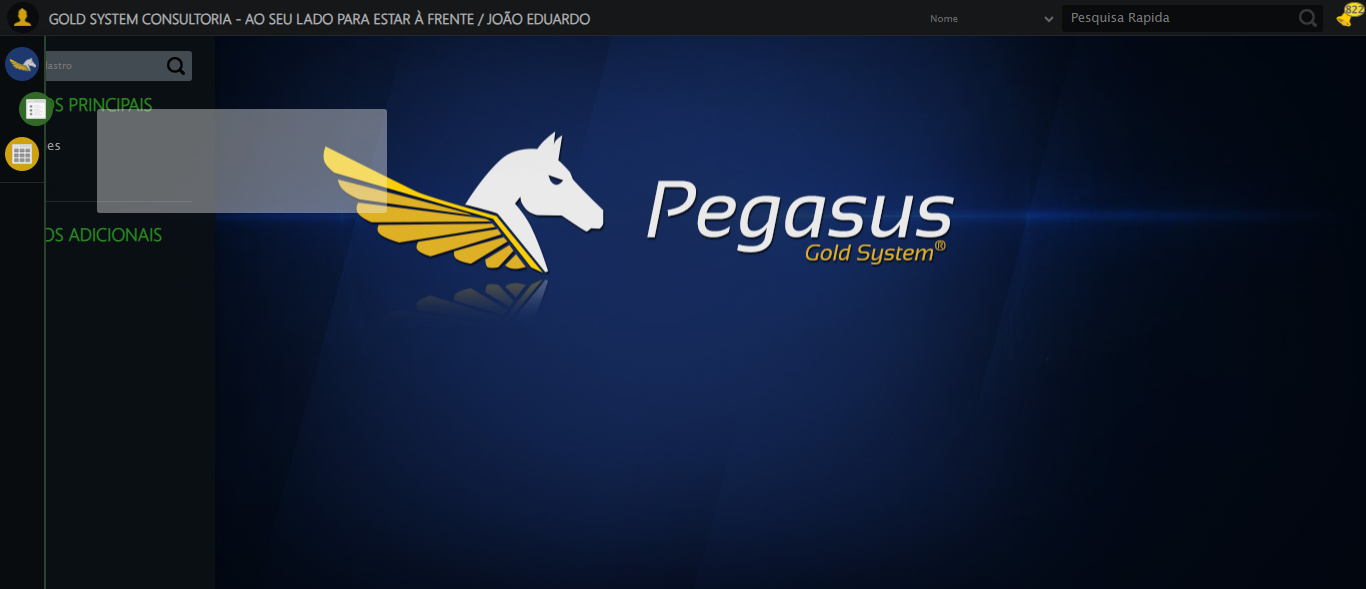 GOLD SYSTEM CONSULTORIA - AO SEU LADO PARA ESTAR À FRENTE / JOÃO EDUARDO
Nome
Pesquisa Rapida
822
dastro
OS PRINCIPAIS
es
OS ADICIONAIS
Pegasus
Gold System®